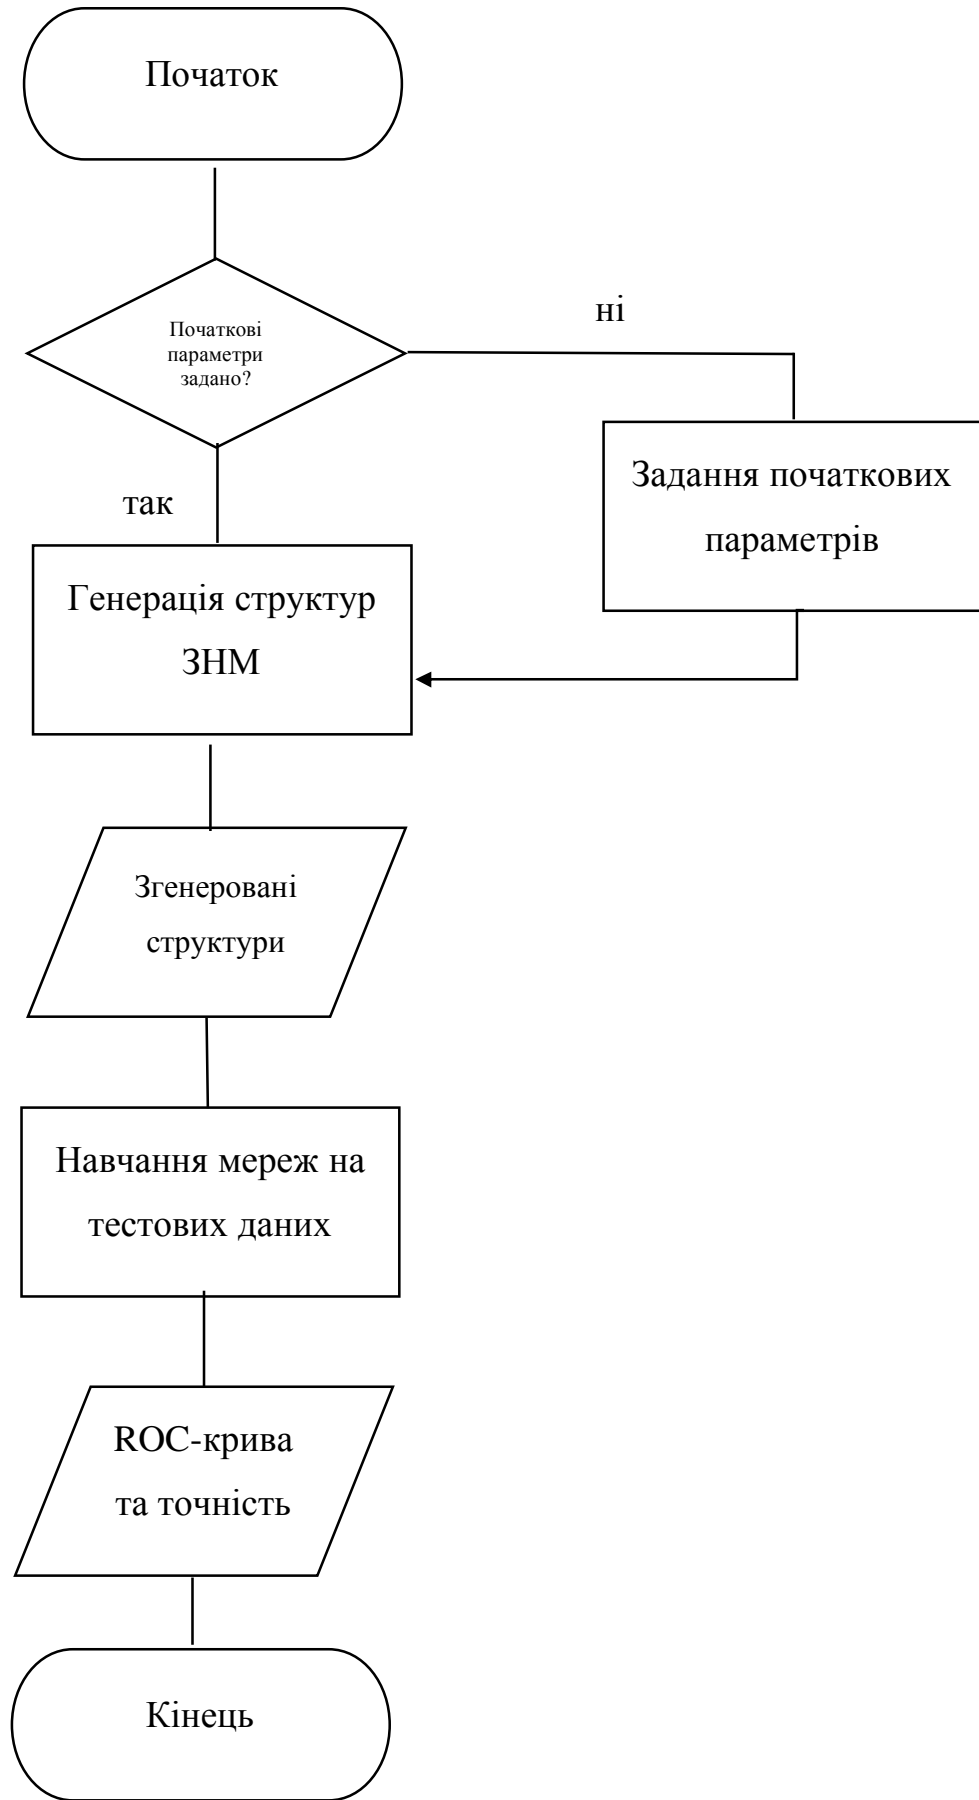 Початок
Початкові
параметри
задано?
ні
Задання початкових
параметрів
так
Генерація структур
ЗНМ
Згенеровані
структури
Навчання мереж на
тестових даних
ROC-крива
та точність
Кінець